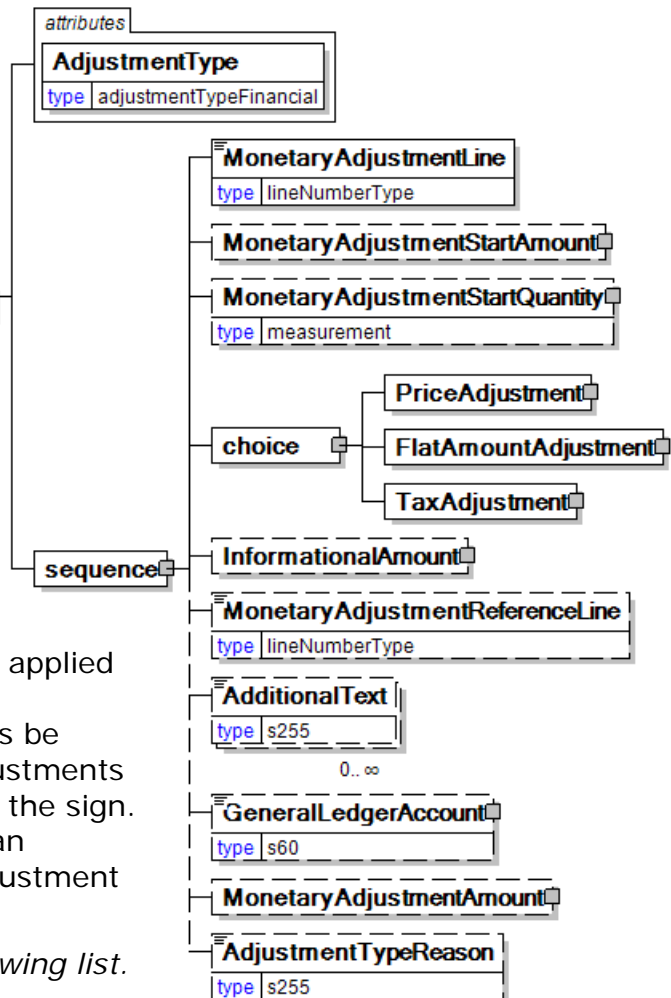 attributes
AdjustmentType
type adjustmentTypeFinancial
MonetaryAdjustmentLine
type lineNumberType
MonetaryAdjustmentStartAmount
MonetaryAdjustmentStartQuantity
type measurement
choice
PriceAdjustment
FlatAmountAdjustment
TaxAdjustment
sequence
InformationalAmount
MonetaryAdjustmentReferenceLine
type lineNumberType
AdditionalText
type s255
0.. ∞
GeneralLedgerAccount
type s60
MonetaryAdjustmentAmount
AdjustmentTypeReason
type s255
applied
s be
ustments
the sign.
an
justment
wing list.